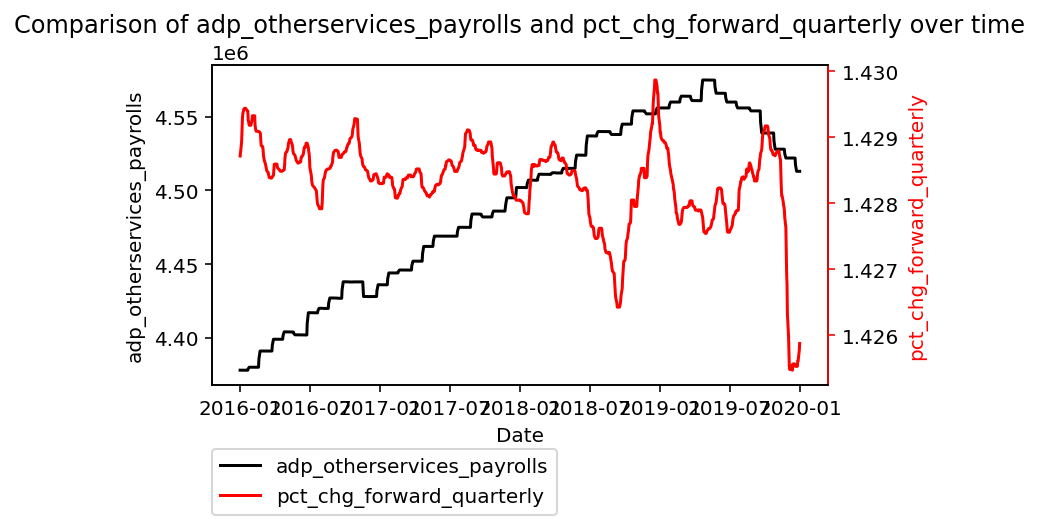 Comparison of adp_otherservices_payrolls and pct_chg_forward_quarterly over time
1e6
adp_otherservices_payrolls
4.55
4.50
4.45
4.40
1.430
1.429
1.428
1.427
1.426
pct_chg_forward_quarterly
2016-01 2016-07 2017-01 2017-07 2018-01 2018-07 2019-01 2019-07 2020-01
Date
adp_otherservices_payrolls
pct_chg_forward_quarterly